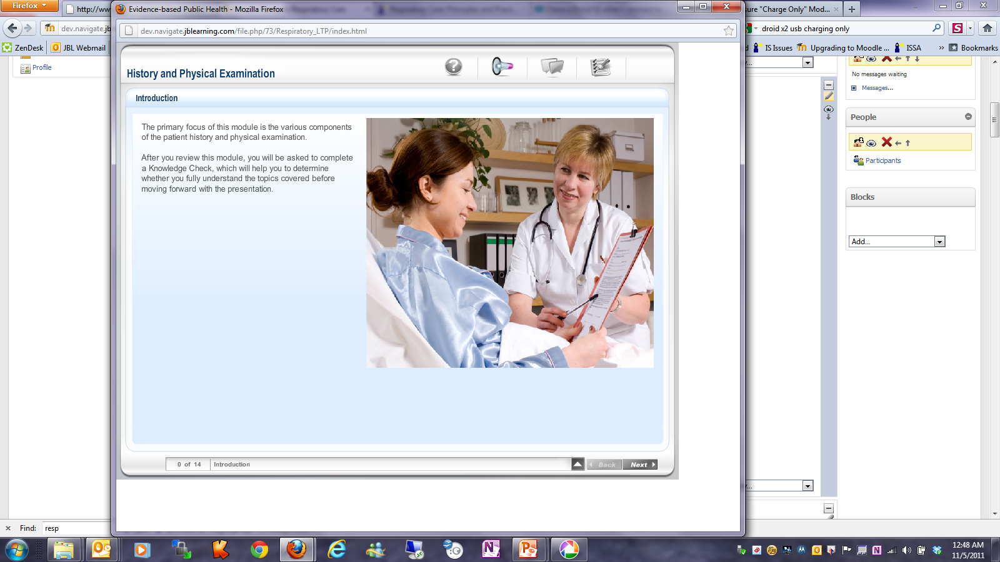 Firefox
http://www
Evidence-based Public Health - Mozilla Firefox
sure "Charge Only" Mod...
dev.navigate.jb
dev.navigate.jblearning.com/file.php/73/Respiratory_LTP/index.html
droid x2 usb charging only
ZenDesk
JBL Webmail
IS Issues
Upgrading to Moodle ...
ISSA
Bookmarks
Profile
History and Physical Examination
Introduction
The primary focus of this module is the various components
of the patient history and physical examination.
After you review this module, you will be asked to complete
a Knowledge Check, which will help you to determine
whether you fully understand the topics covered before
moving forward with the presentation.
0 of 14
Introduction
Back
Next
No messages waiting
Messages...
People
Participants
Blocks
Add...
Find:
resp
12:48 AM
11/5/2011